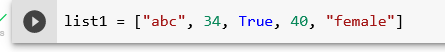 list1 = ["abc", 34, True, 40, "female"]